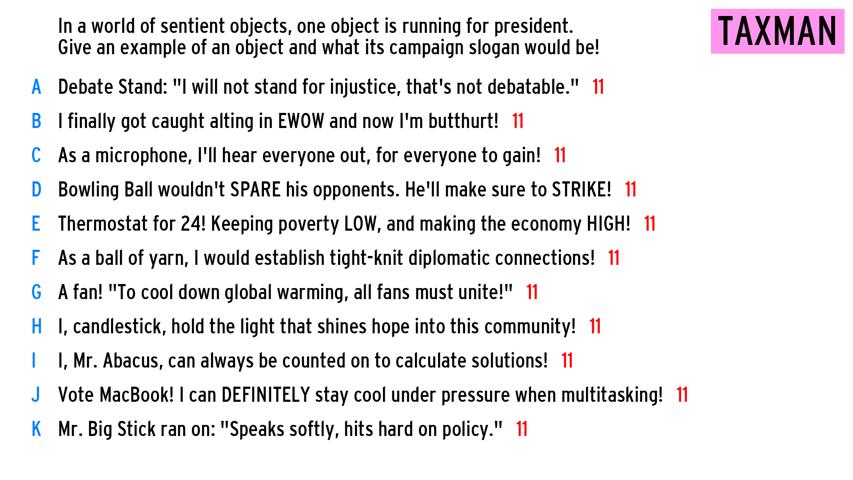 In a world of sentient objects, one object is running for president.
Give an example of an object and what its campaign slogan would be!
TAXMAN
A Debate Stand: "I will not stand for injustice, that's not debatable." 11
B I finally got caught alting in EWOW and now I'm butthurt! 11
C As a microphone, I'll hear everyone out, for everyone to gain! 11
D Bowling Ball wouldn't SPARE his opponents. He'll make sure to STRIKE! 11
E Thermostat for 24! Keeping poverty LOW, and making the economy HIGH! 11
F As a ball of yarn, I would establish tight-knit diplomatic connections! 11
G A fan! "To cool down global warming, all fans must unite!" 11
H I, candlestick, hold the light that shines hope into this community! 11
I I, Mr. Abacus, can always be counted on to calculate solutions! 11
J Vote MacBook! I can DEFINITELY stay cool under pressure when multitasking! 11
K Mr. Big Stick ran on: "Speaks softly, hits hard on policy." 11